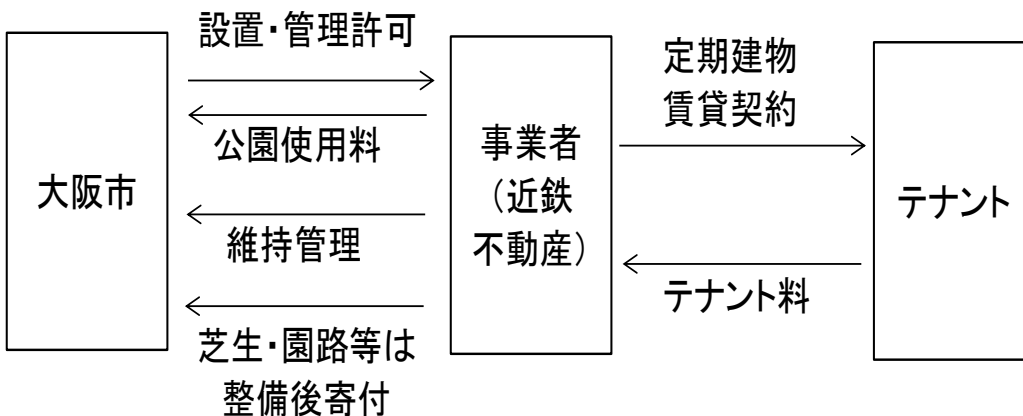 大阪市
設置・管理許可
公園使用料
維持管理
芝生・園路等は
整備後寄付
事業者
（近鉄
不動産）
定期建物
賃貸契約
テナント料
テナント